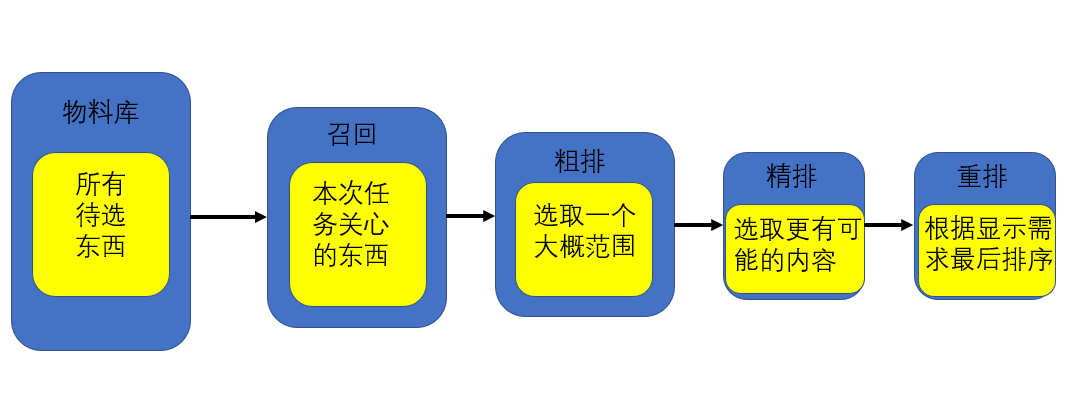 物料库
所有
待选
东西
召回
本次任
务关心
的东西
粗排
选取一个
大概范围
精排
选取更有可
能的内容
重排
根据显示需
求最后排序